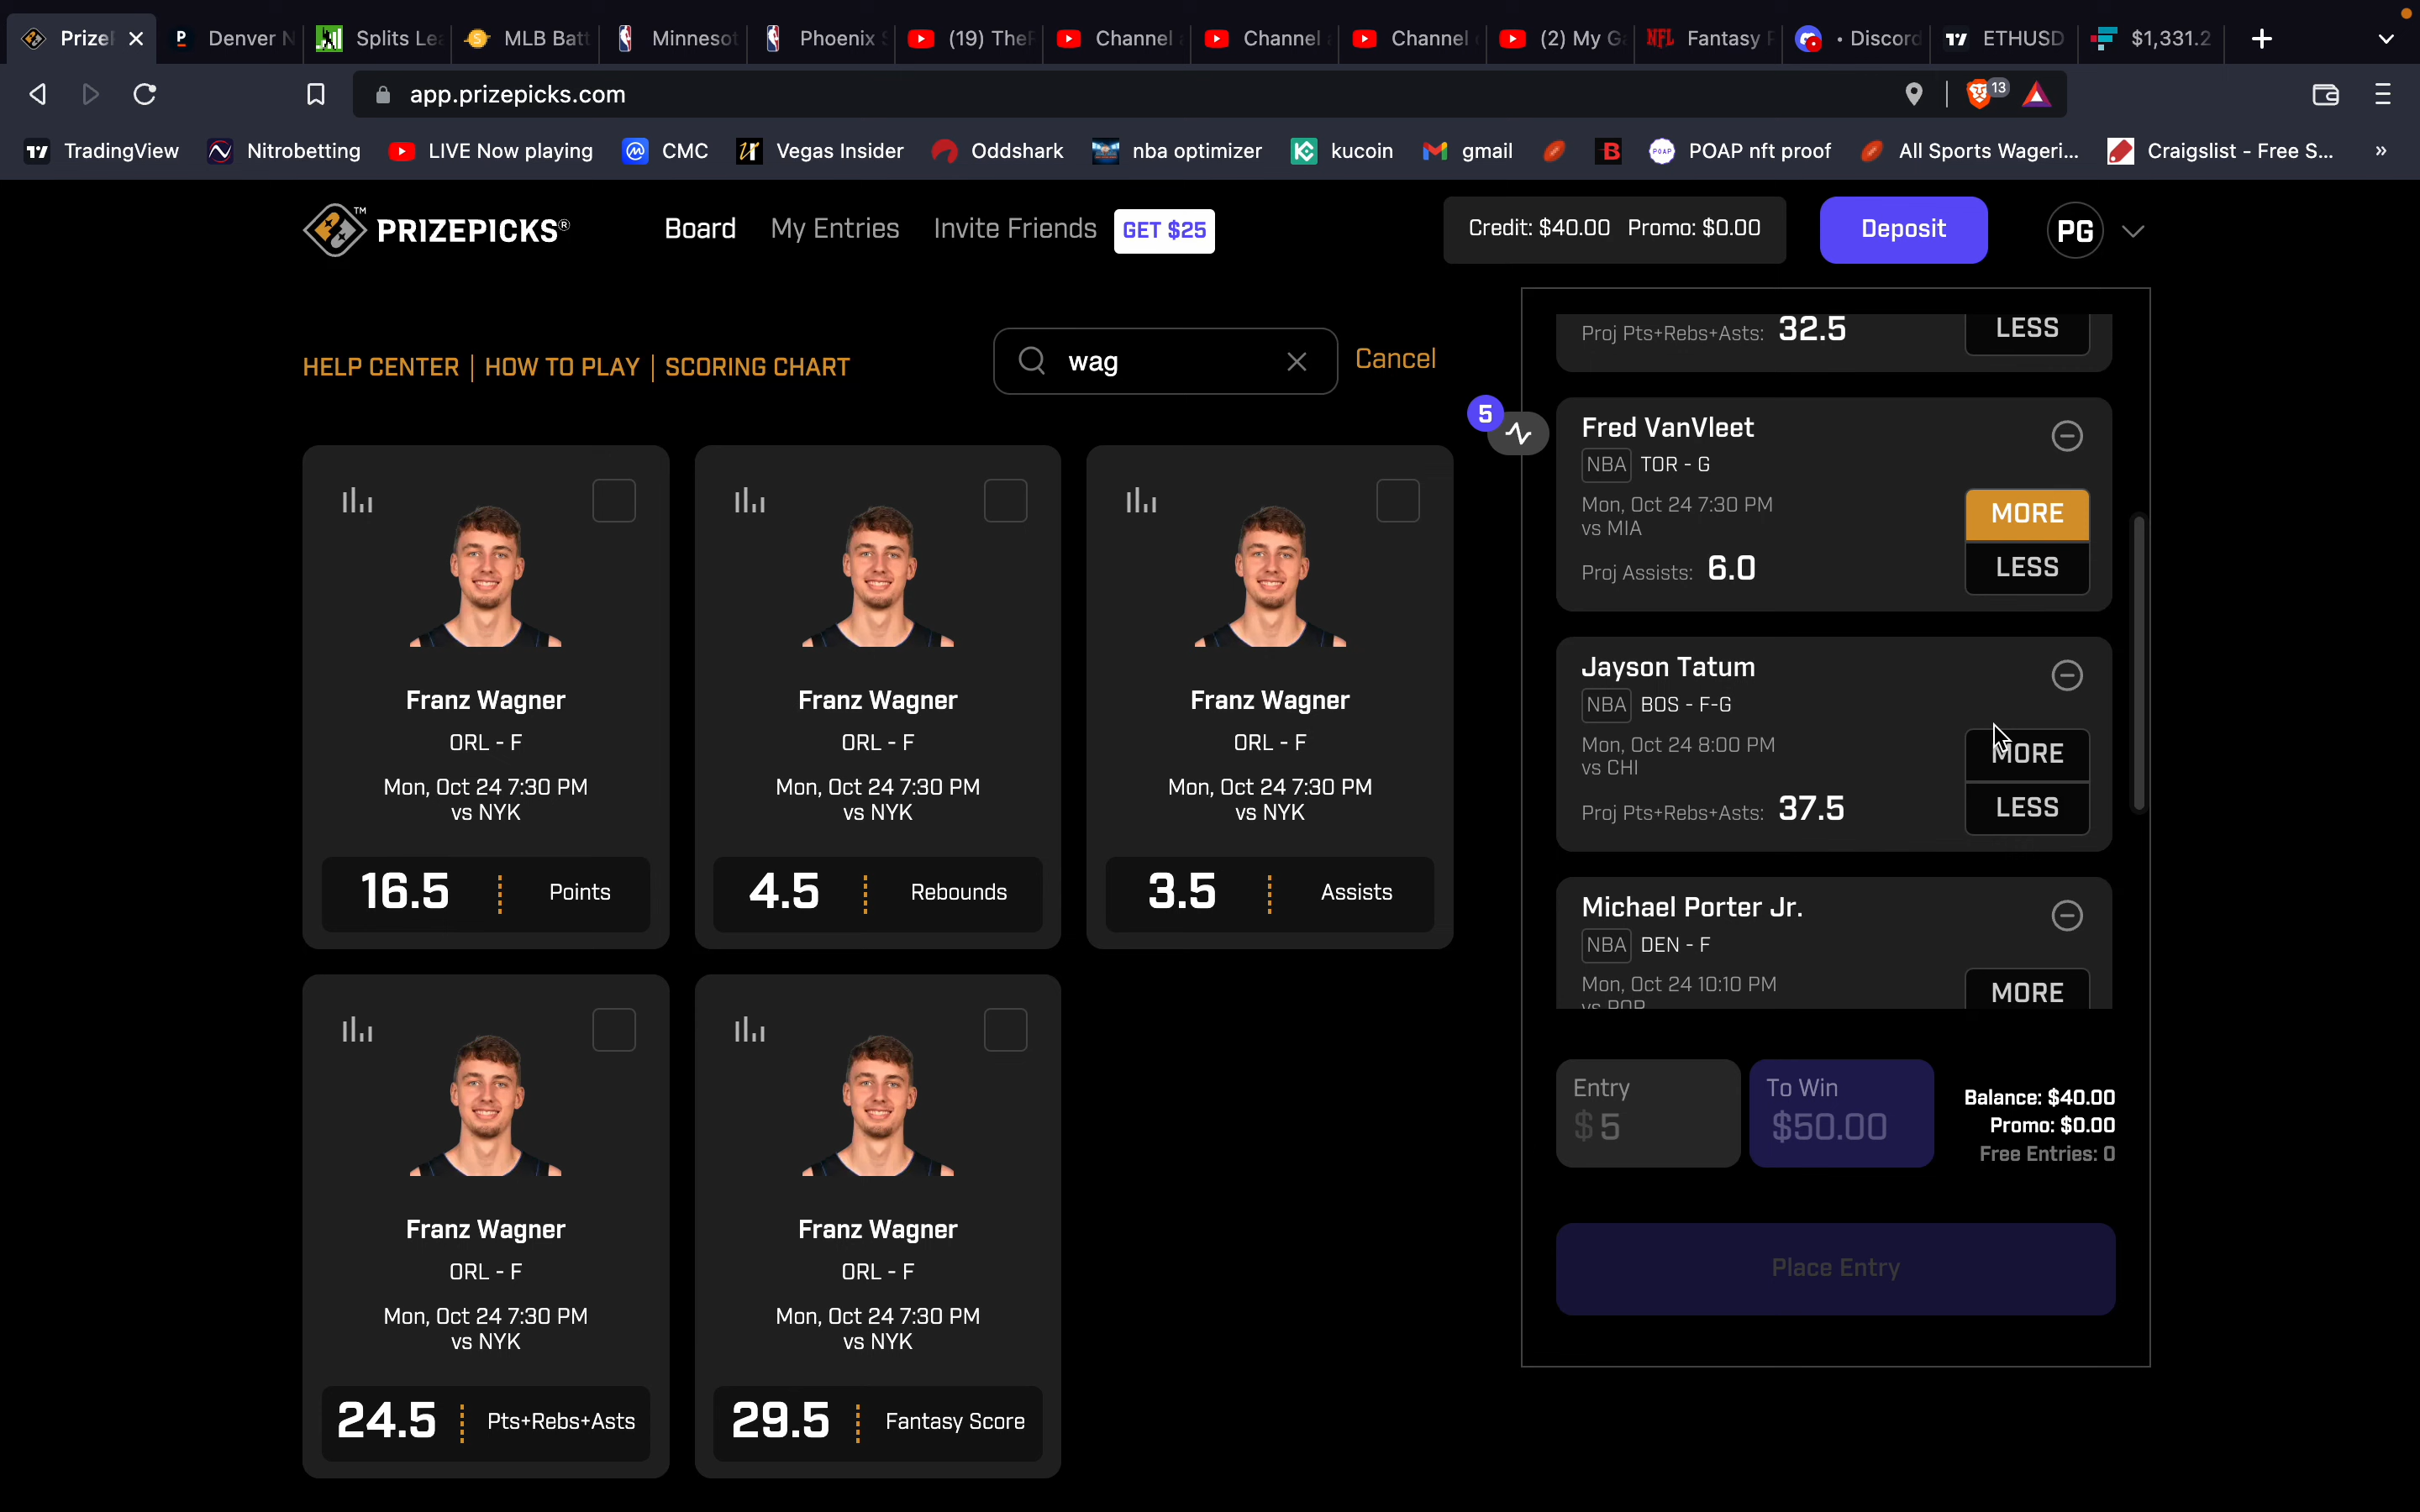 Prize
Denver N
Splits Lea
MLB Batt
Minnesot
Phoenix S
(19) TheF
Channel
Channel
Channel
(2) My Ga
NFL Fantasy F
• Discord
ETHUSD
$1,331.2
app.prizepicks.com
13
TradingView
Nitrobetting
LIVE Now playing
CMC
Vegas Insider
Oddshark
nba optimizer
kucoin
gmail
B
POAP nft proof
All Sports Wageri...
Craigslist - Free S...
»
PRIZEPICKS®
Board
My Entries
Invite Friends
GET $25
Credit: $40.00 Promo: $0.00
Deposit
PG
HELP CENTER | HOW TO PLAY | SCORING CHART
wag
Cancel
Franz Wagner
ORL - F
Mon, Oct 24 7:30 PM
vs NYK
16.5 Points
Franz Wagner
ORL - F
Mon, Oct 24 7:30 PM
vs NYK
4.5 Rebounds
Franz Wagner
ORL - F
Mon, Oct 24 7:30 PM
vs NYK
3.5 Assists
Franz Wagner
ORL - F
Mon, Oct 24 7:30 PM
vs NYK
24.5 Pts+Rebs+Asts
Franz Wagner
ORL - F
Mon, Oct 24 7:30 PM
vs NYK
29.5 Fantasy Score
5
Proj Pts+Rebs+Asts: 32.5
LESS
Fred VanVleet
NBA TOR - G
Mon, Oct 24 7:30 PM
vs MIA
Proj Assists: 6.0
MORE
LESS
Jayson Tatum
NBA BOS - F-G
Mon, Oct 24 8:00 PM
vs CHI
Proj Pts+Rebs+Asts: 37.5
MORE
LESS
Michael Porter Jr.
NBA DEN - F
Mon, Oct 24 10:10 PM
vs POR
MORE
Entry
$ 5
To Win
$50.00
Balance: $40.00
Promo: $0.00
Free Entries: 0
Place Entry